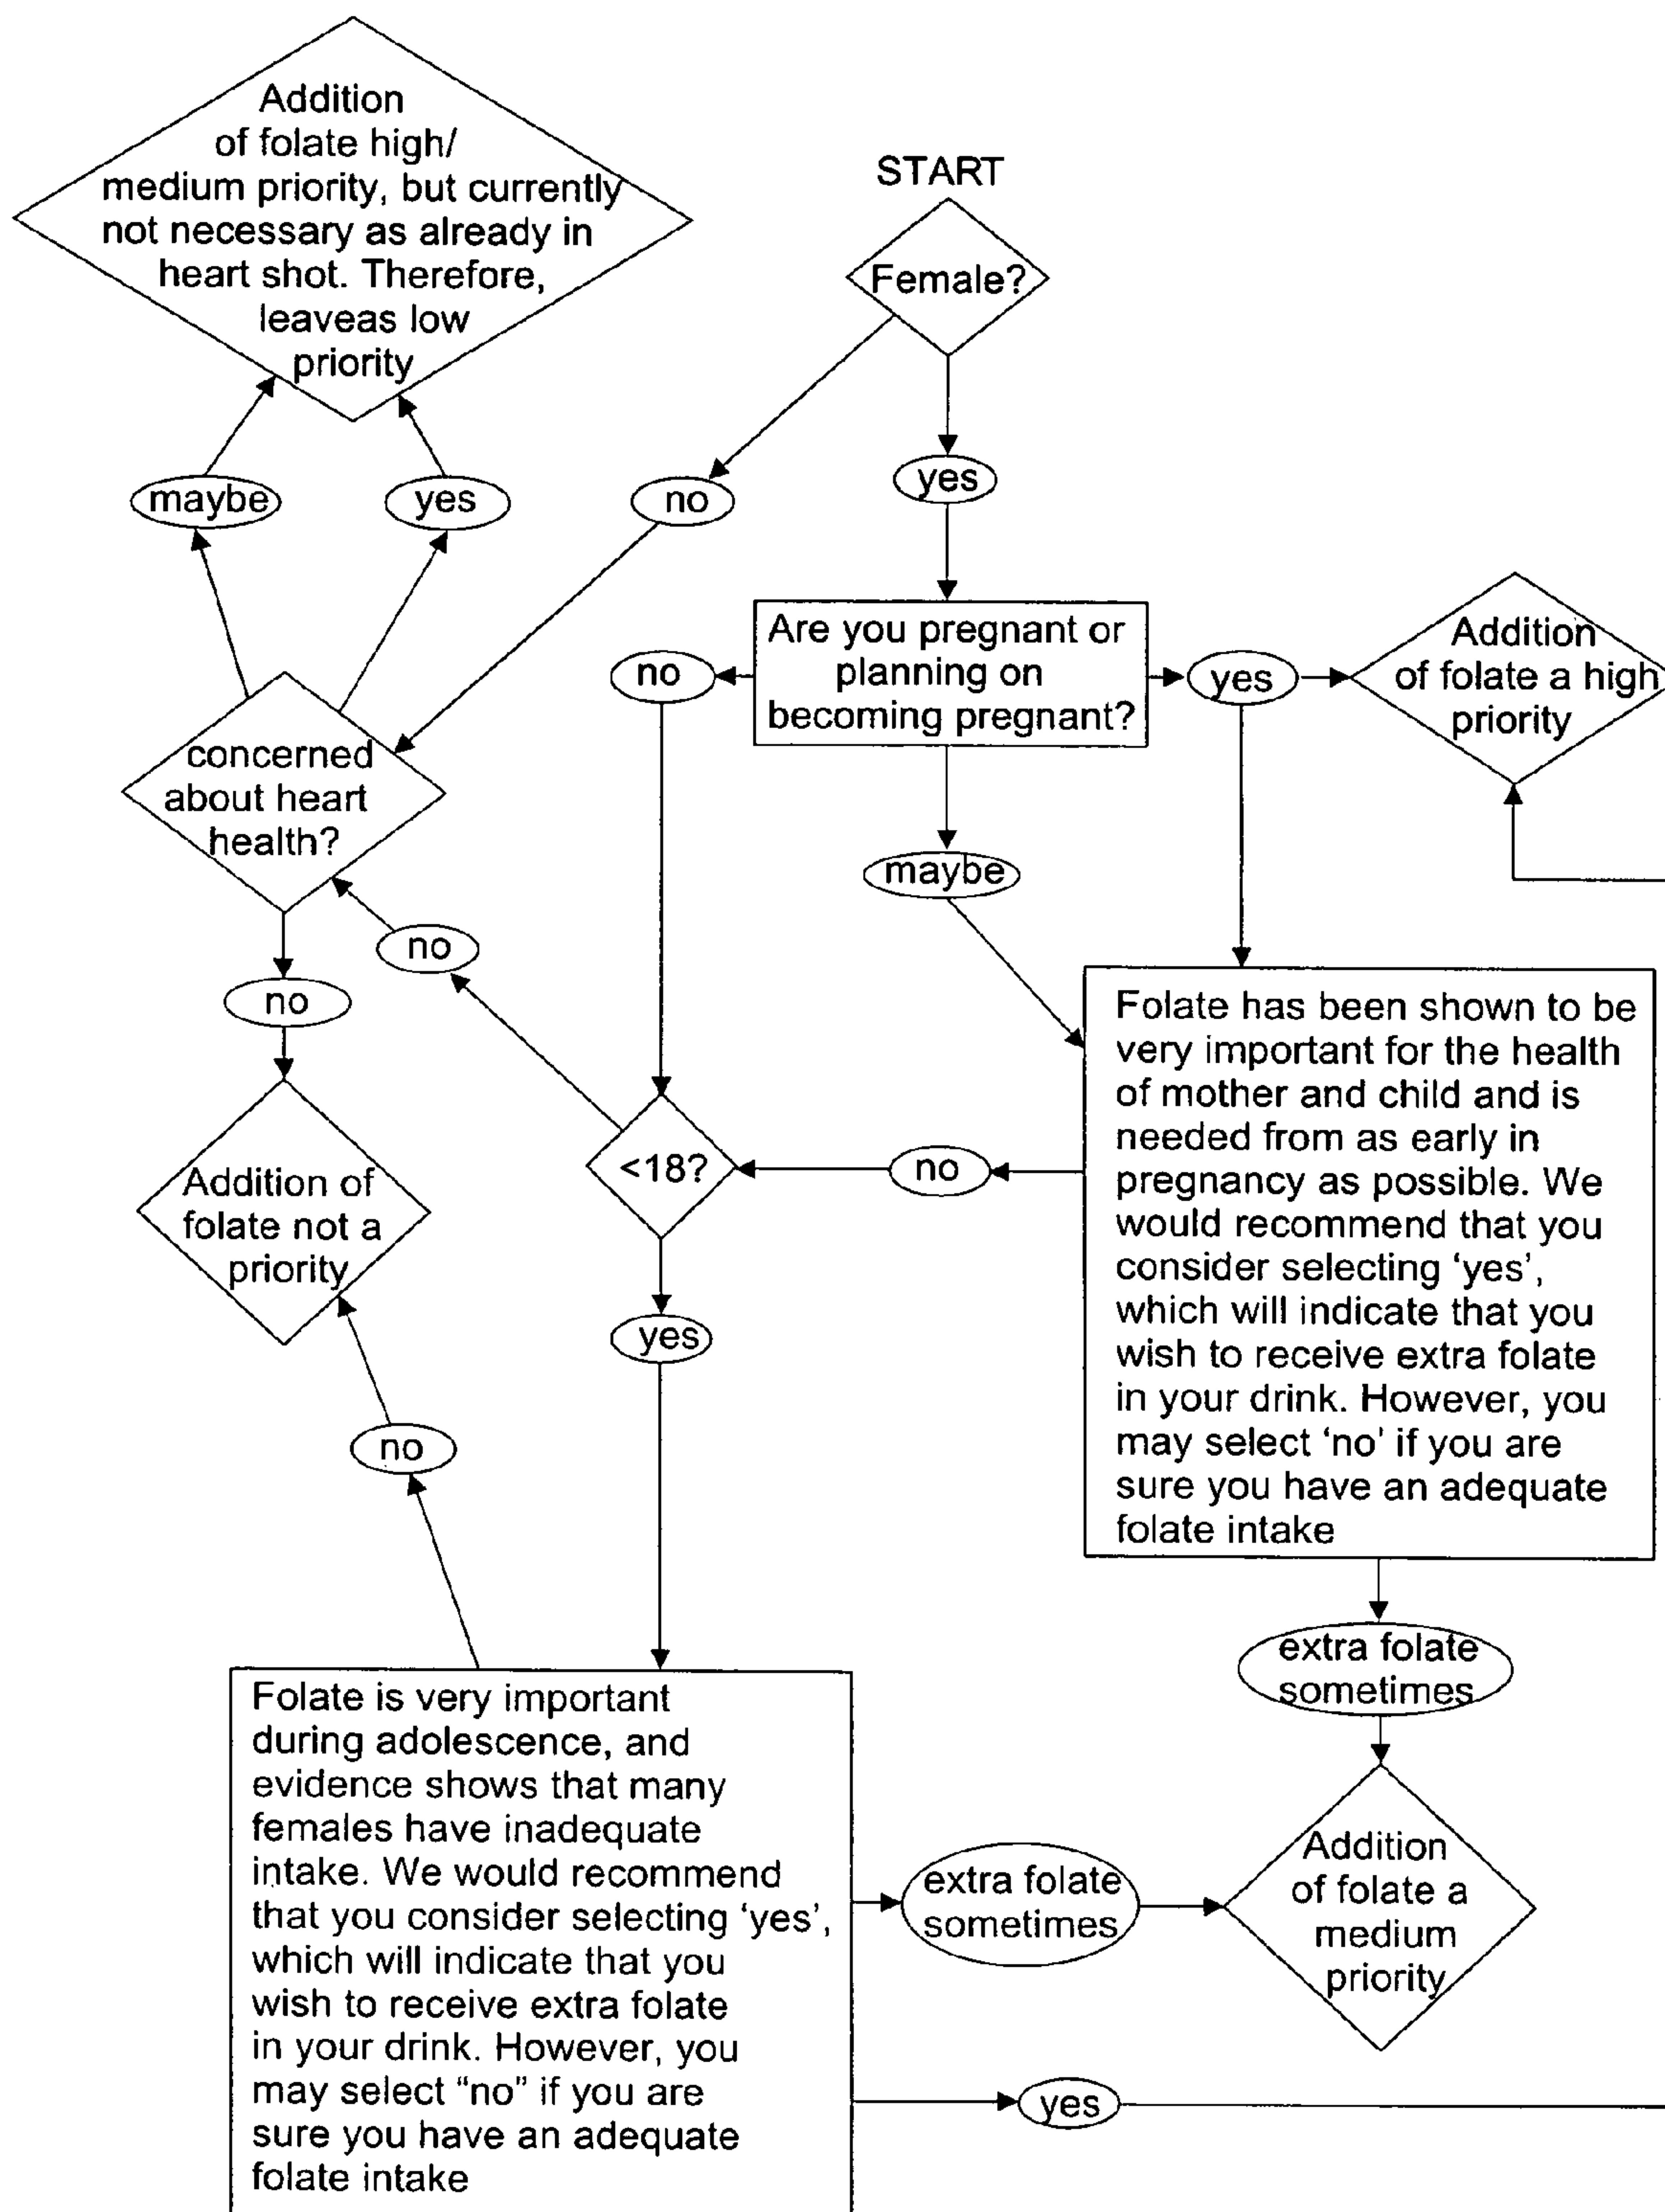 Addition
of folate high/
medium priority, but currently
not necessary as already in
heart shot. Therefore,
leaveas low
priority
START
Female?
maybe
yes
no
yes
Are you pregnant or
planning on
becoming pregnant?
no
yes
Addition
of folate a high
priority
concerned
about heart
health?
maybe
no
no
Folate has been shown to be
very important for the health
of mother and child and is
needed from as early in
pregnancy as possible. We
would recommend that you
consider selecting ‘yes’,
which will indicate that you
wish to receive extra folate
in your drink. However, you
may select ‘no’ if you are
sure you have an adequate
folate intake
<18?
no
Addition of
folate not a
priority
yes
no
extra folate
sometimes
Folate is very important
during adolescence, and
evidence shows that many
females have inadequate
intake. We would recommend
that you consider selecting ‘yes’,
which will indicate that you
wish to receive extra folate
in your drink. However, you
may select “no” if you are
sure you have an adequate
folate intake
extra folate
sometimes
Addition
of folate a
medium
priority
yes